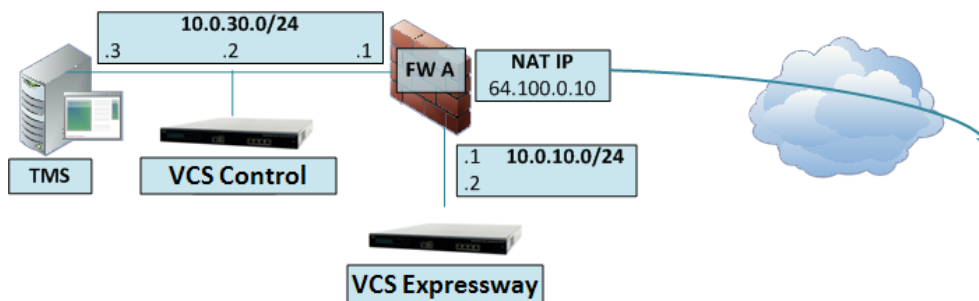 10.0.30.0/24
.3 .2 .1
FW A
NAT IP
64.100.0.10
TMS
VCS Control
.1 10.0.10.0/24
.2
VCS Expressway